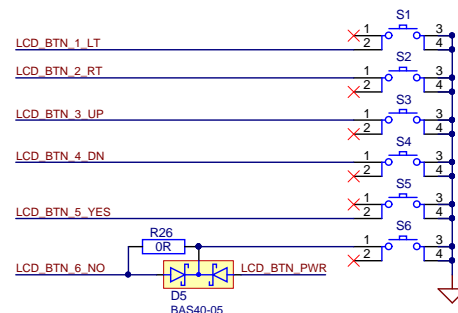 S1
1 3
LCD_BTN_1_LT 2 4
S2
LCD_BTN_2_RT 1 3
2 4
S3
LCD_BTN_3_UP 1 3
2 4
S4
LCD_BTN_4_DN 1 3
2 4
S5
1 3
LCD_BTN_5_YES 2 4
R26 S6
0R 1 3
LCD_BTN_6_NO LCD_BTN_PWR 2 4
D5
BAS40-05